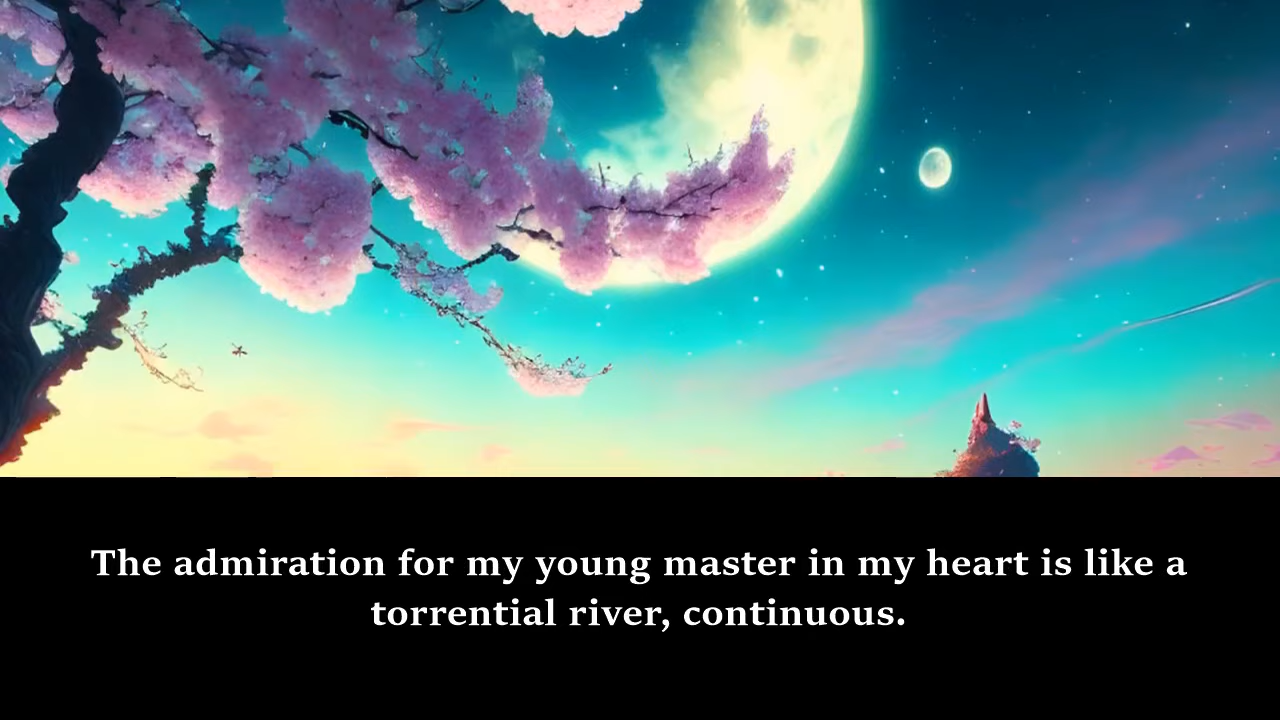 The admiration for my young master in my heart is like a
torrential river, continuous.